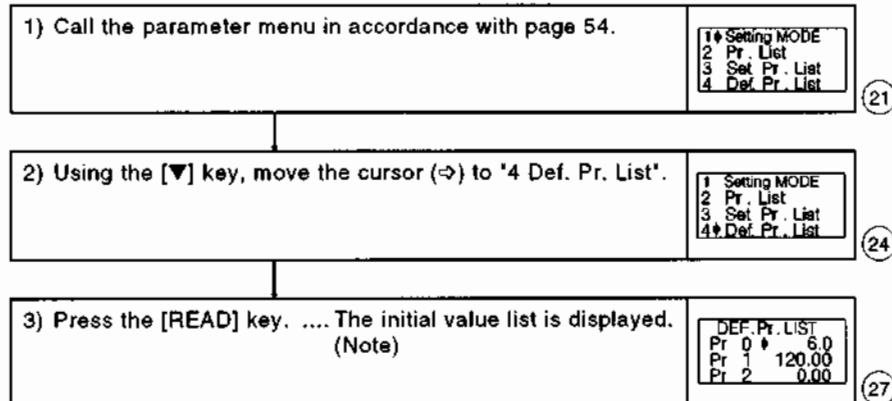 1) Call the parameter menu in accordance with page 54.
1♦ Setting MODE
2 Pr. List
3 Set Pr. List
4 Def. Pr. List
21
2) Using the [▼] key, move the cursor (⇨) to "4 Def. Pr. List".
1 Setting MODE
2 Pr. List
3 Set Pr. List
4♦ Def. Pr. List
24
3) Press the [READ] key. .... The initial value list is displayed.
(Note)
DEF. Pr. LIST
Pr 0 ♦ 6.0
Pr 1 120.00
Pr 2 0.00
27